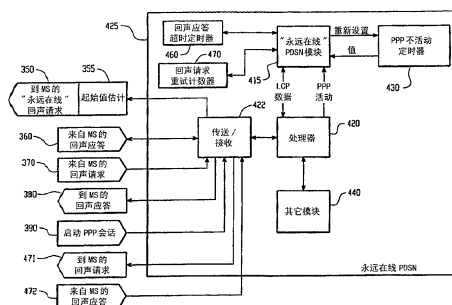 425
回声应答
超时定时器
460
470
回声请求
重试计数器
"永远在线"
PDSN模块
415
重新设置
值
PPP不活动
定时器
430
350
355
到MS的
"永远在线"
回声请求
起始值估计
LCP
数据
PPP
活动
422
传送/
接收
处理器
420
360
来自MS的
回声应答
370
来自MS的
回声请求
380
到MS的
回声应答
390
启动PPP会话
471
到MS的
回声请求
472
来自MS的
回声应答
其它模块
440
永远在线 PDSN